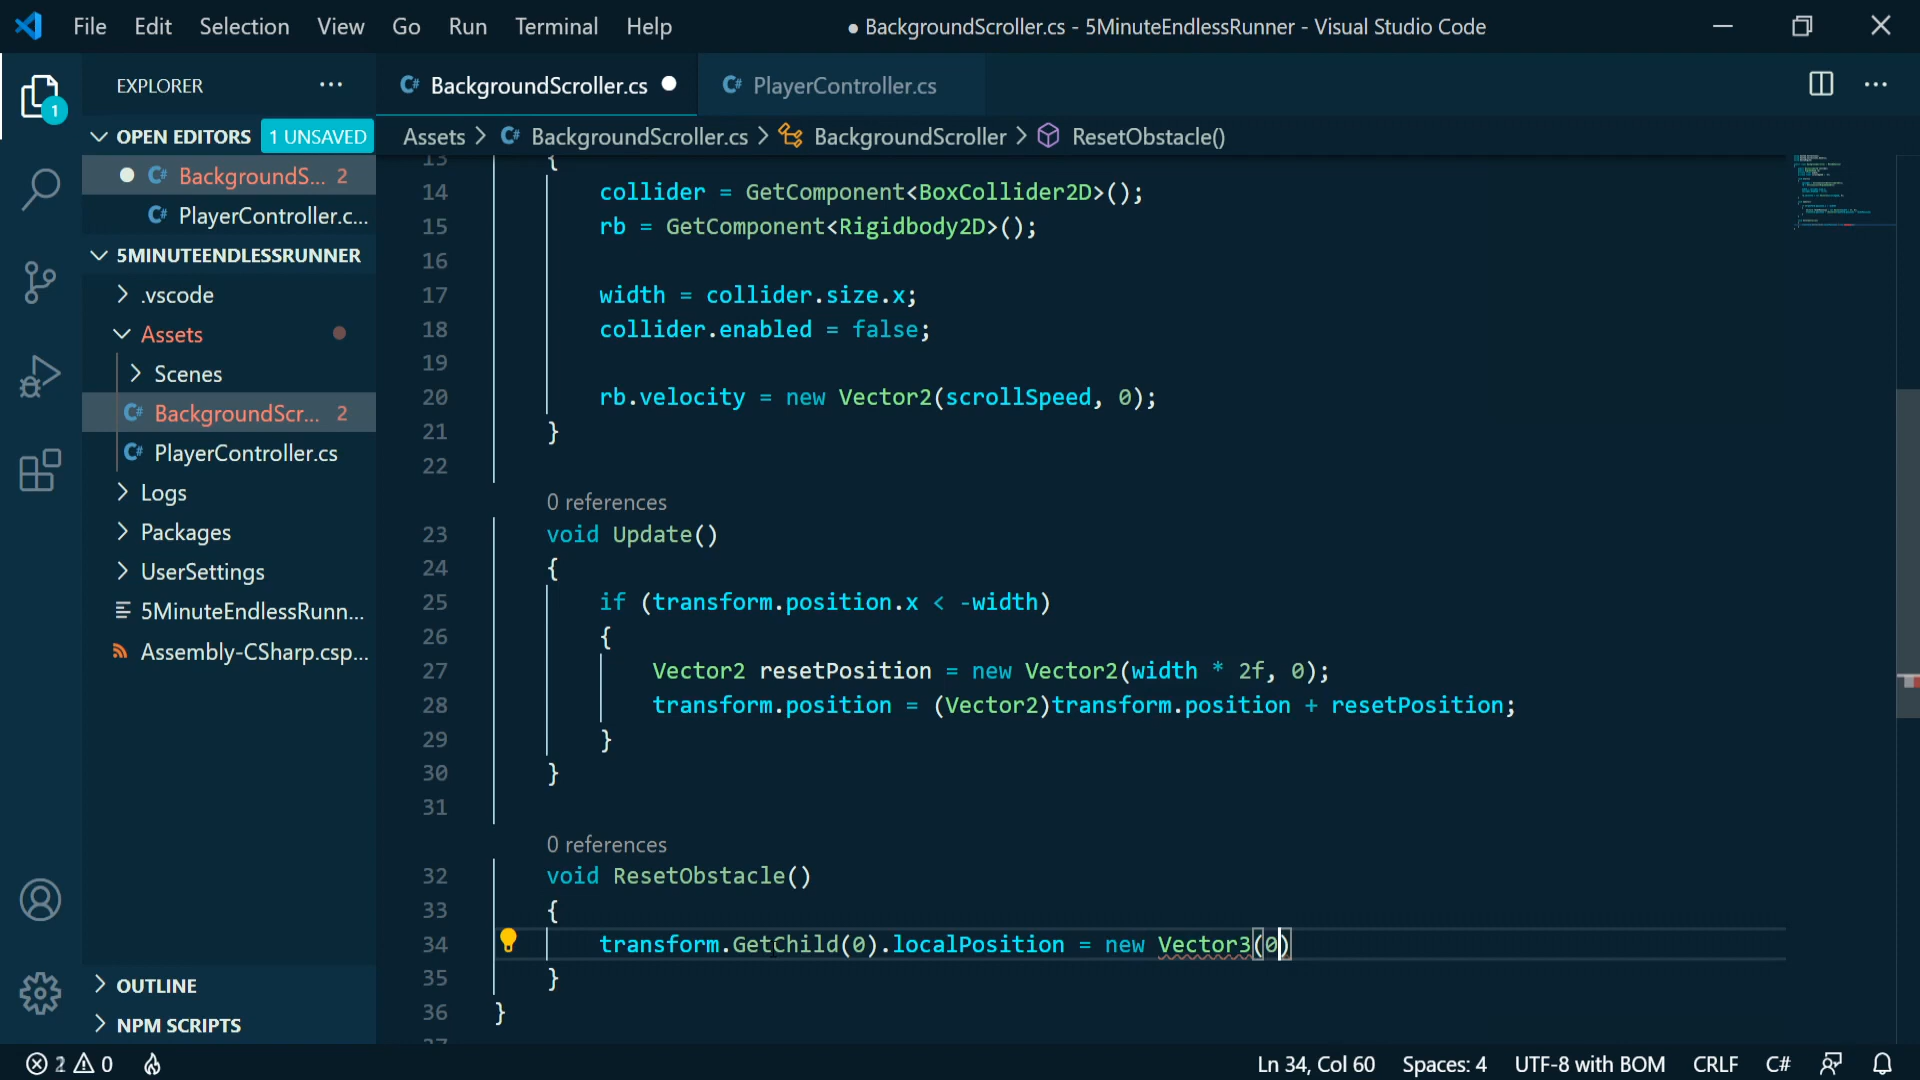 File Edit Selection View Go Run Terminal Help ● BackgroundScroller.cs - 5MinuteEndlessRunner - Visual Studio Code
EXPLORER ···
OPEN EDITORS 1 UNSAVED
BackgroundS... 2
PlayerController.c...
5MINUTEENDLESSRUNNER
.vscode
Assets
Scenes
BackgroundScr... 2
PlayerController.cs
Logs
Packages
UserSettings
5MinuteEndlessRunn...
Assembly-CSharp.csp...
OUTLINE
NPM SCRIPTS
1
BackgroundScroller.cs PlayerController.cs
Assets > BackgroundScroller.cs > BackgroundScroller > ResetObstacle()
13 {
14 collider = GetComponent<BoxCollider2D>();
15 rb = GetComponent<Rigidbody2D>();
16
17 width = collider.size.x;
18 collider.enabled = false;
19
20 rb.velocity = new Vector2(scrollSpeed, 0);
21 }
22
0 references
23 void Update()
24 {
25 if (transform.position.x < -width)
26 {
27 Vector2 resetPosition = new Vector2(width * 2f, 0);
28 transform.position = (Vector2)transform.position + resetPosition;
29 }
30 }
31
0 references
32 void ResetObstacle()
33 {
34 transform.GetChild(0).localPosition = new Vector3(0)
35 }
36 }
37
2 0 Ln 34, Col 60 Spaces: 4 UTF-8 with BOM CRLF C#